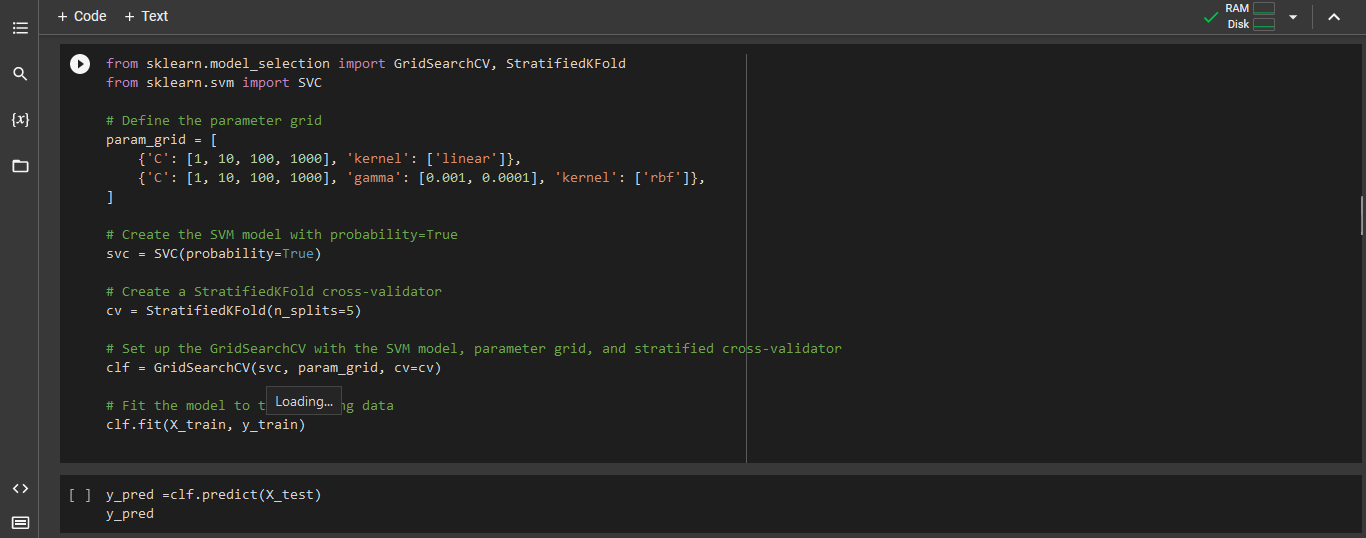 + Code + Text
RAM
Disk
{x}
from sklearn.model_selection import GridSearchCV, StratifiedKFold
from sklearn.svm import SVC
# Define the parameter grid
param_grid = [
    {'C': [1, 10, 100, 1000], 'kernel': ['linear']},
    {'C': [1, 10, 100, 1000], 'gamma': [0.001, 0.0001], 'kernel': ['rbf']},
]
# Create the SVM model with probability=True
svc = SVC(probability=True)
# Create a StratifiedKFold cross-validator
cv = StratifiedKFold(n_splits=5)
# Set up the GridSearchCV with the SVM model, parameter grid, and stratified cross-validator
clf = GridSearchCV(svc, param_grid, cv=cv)
Loading...
# Fit the model to data
clf.fit(X_train, y_train)
[ ] y_pred =clf.predict(X_test)
y_pred